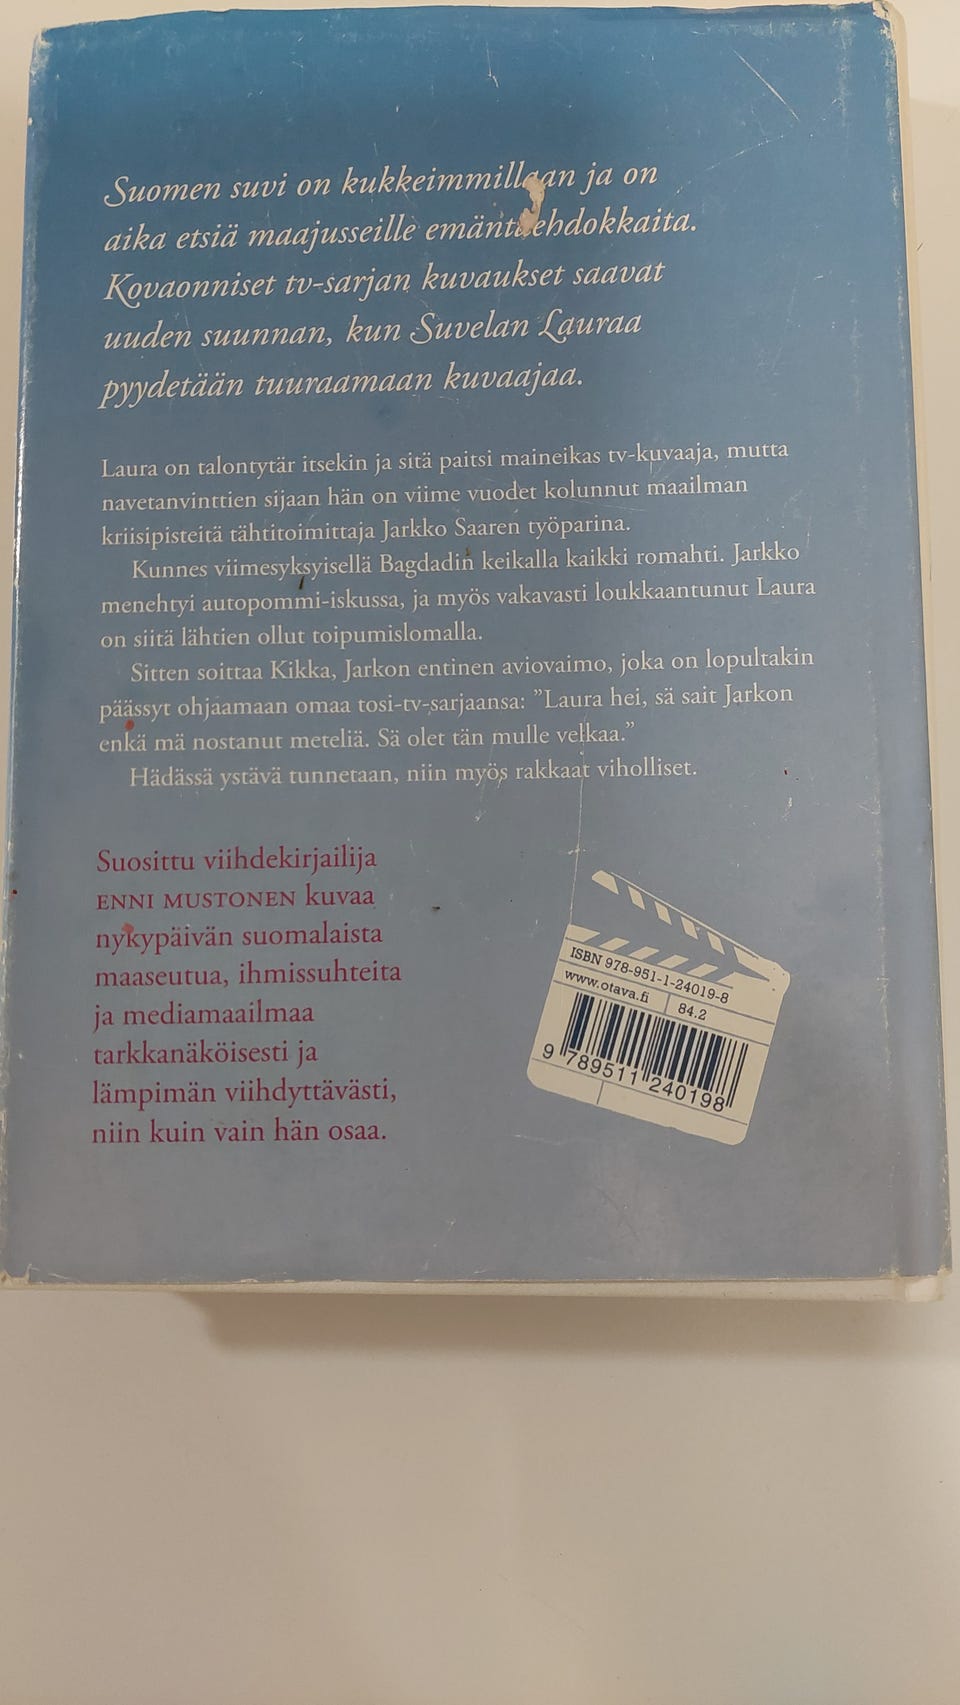 Suomen suvi on kukkeimmillaan ja on
aika etsiä maajusseille emäntäehdokkaita.
Kovaonniset tv-sarjan kuvaukset saavat
uuden suunnan, kun Suvelan Lauraa
pyydetään tuuraamaan kuvaajaa.
Laura on talontytär itsekin ja sitä paitsi maineikas tv-kuvaaja, mutta
navetanvinttien sijaan hän on viime vuodet kolunnut maailman
kriisipisteitä tähtitoimittaja Jarkko Saaren työparina.
Kunnes viimesyksyisellä Bagdadin keikalla kaikki romahti. Jarkko
menehtyi autopommi-iskussa, ja myös vakavasti loukkaantunut Laura
on siitä lähtien ollut toipumislomalla.
Sitten soittaa Kikka, Jarkon entinen aviovaimo, joka on lopultakin
päässyt ohjaamaan omaa tosi-tv-sarjaansa: ”Laura hei, sä sait Jarkon
enkä mä nostanut meteliä. Sä olet tän mulle velkaa.”
Hädässä ystävä tunnetaan, niin myös rakkaat viholliset.
Suosittu viihdekirjailija
ENNI MUSTONEN kuvaa
nykypäivän suomalaista
maaseutua, ihmissuhteita
ja mediamaailmaa
tarkkanäköisesti ja
lämpimän viihdyttävästi,
niin kuin vain hän osaa.
ISBN 978-951-1-24019-8
www.otava.fi
84.2
9 789511 240198